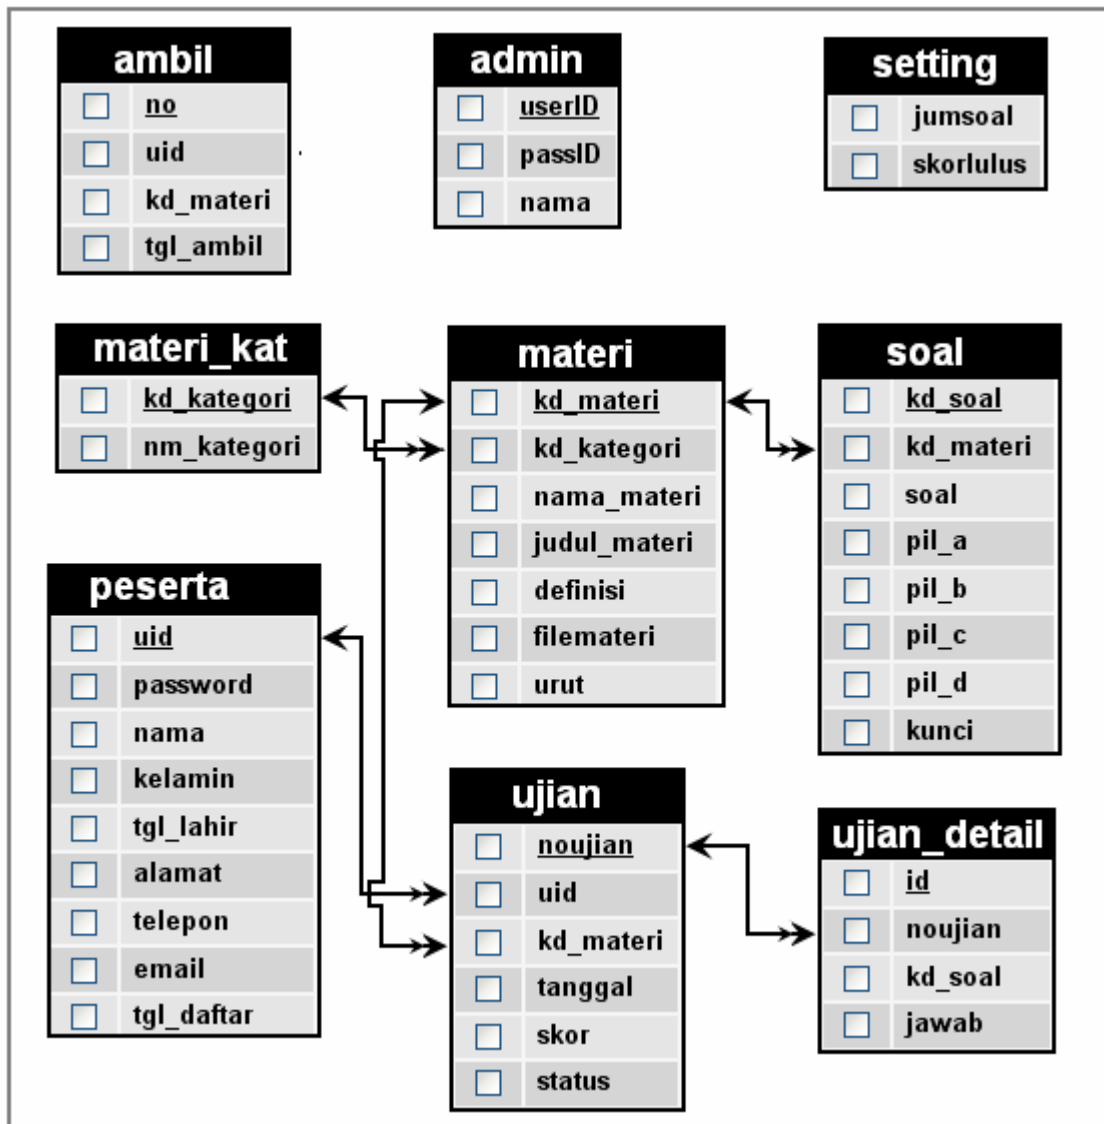 ambil
no
uid
kd_materi
tgl_ambil
admin
userID
passID
nama
setting
jumsoal
skorlulus
materi_kat
kd_kategori
nm_kategori
materi
kd_materi
kd_kategori
nama_materi
judul_materi
definisi
filemateri
urut
soal
kd_soal
kd_materi
soal
pil_a
pil_b
pil_c
pil_d
kunci
peserta
uid
password
nama
kelamin
tgl_lahir
alamat
telepon
email
tgl_daftar
ujian
noujian
uid
kd_materi
tanggal
skor
status
ujian_detail
id
noujian
kd_soal
jawab